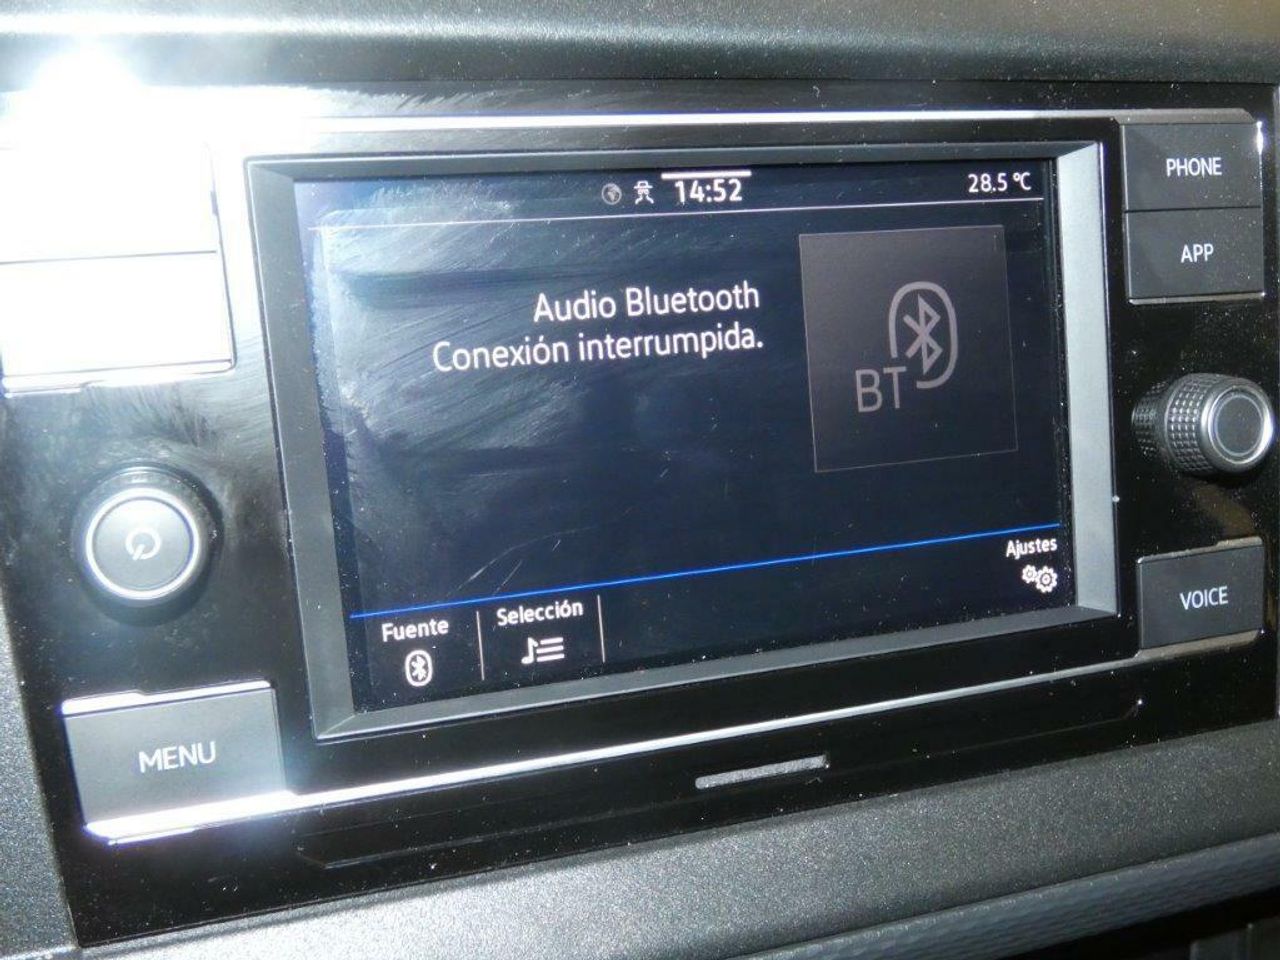 14:52
28.5 °C
Audio Bluetooth
Conexión interrumpida.
BT
Ajustes
Fuente
Selección
PHONE
APP
VOICE
MENU